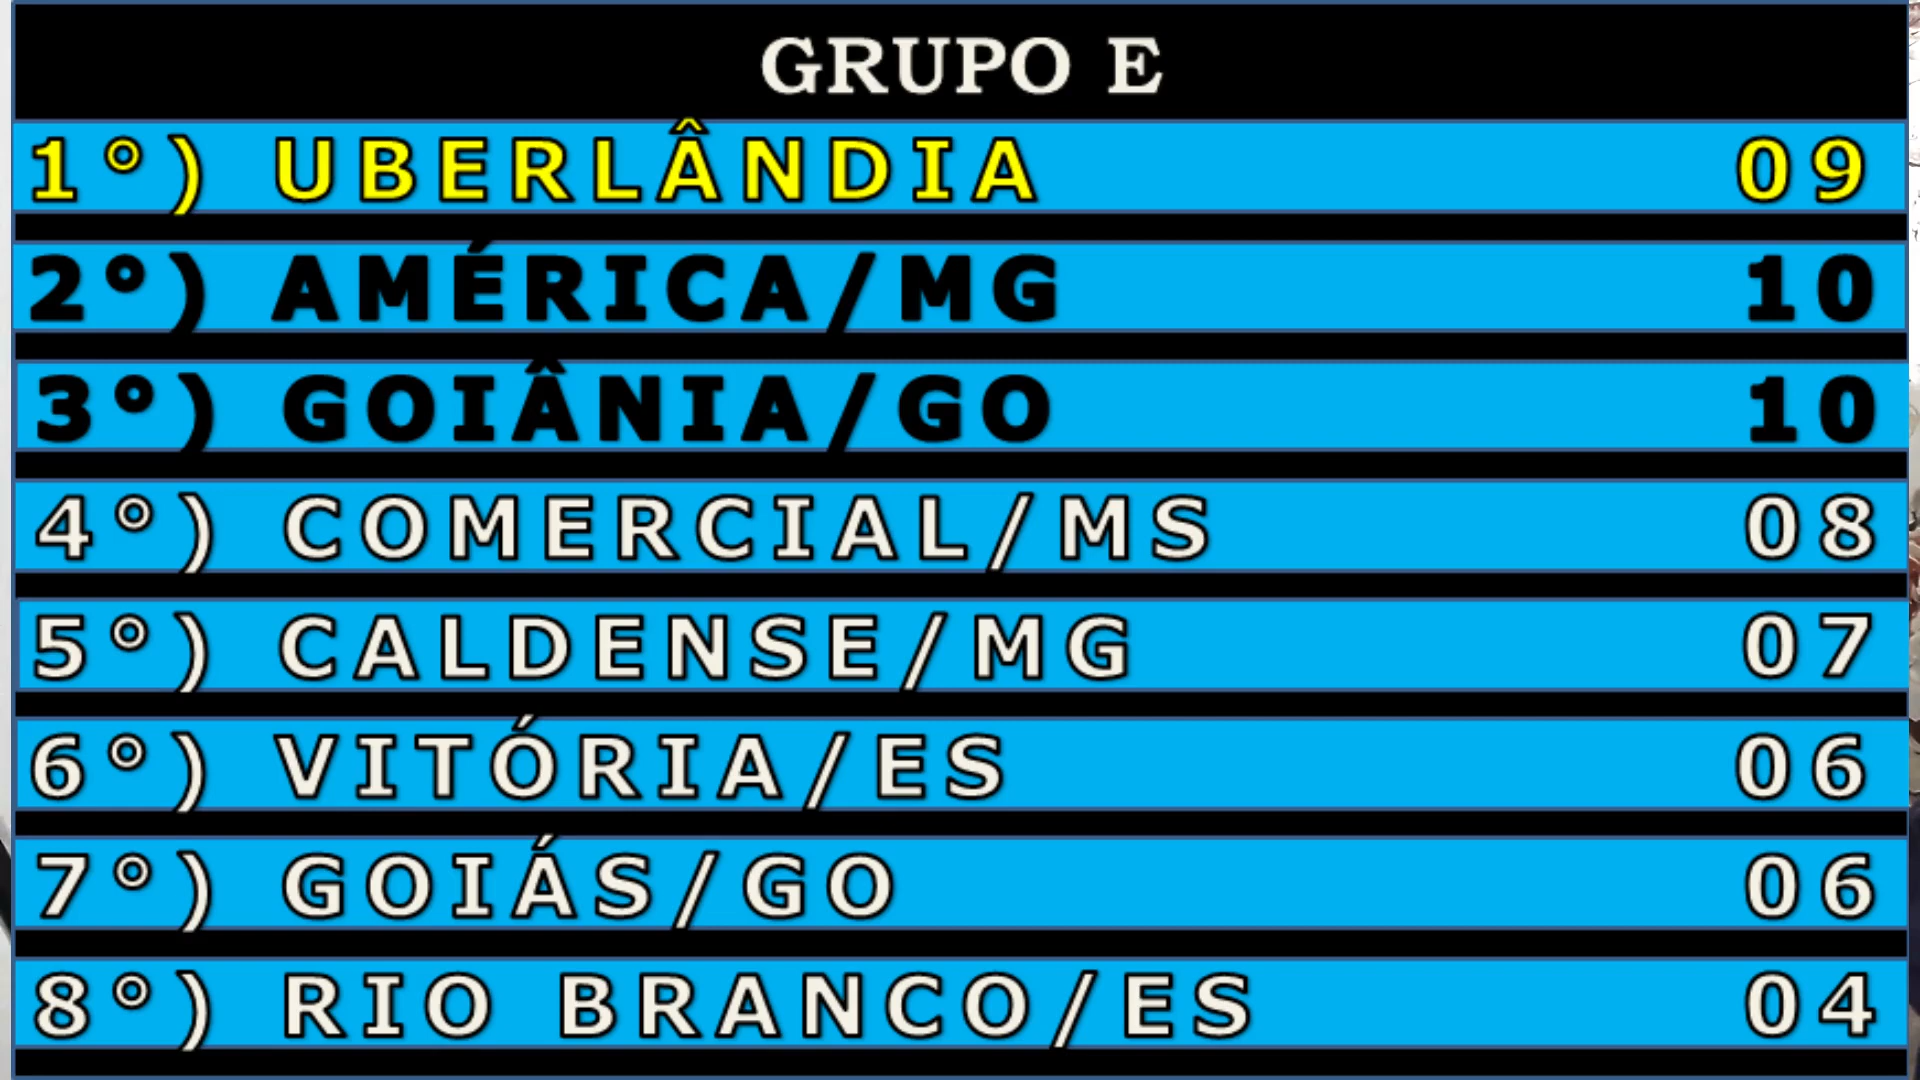 GRUPO E
1°) UBERLÂNDIA 09
2°) AMÉRICA/MG 10
3°) GOIÂNIA/GO 10
4°) COMERCIAL/MS 08
5°) CALDENSE/MG 07
6°) VITÓRIA/ES 06
7°) GOIÁS/GO 06
8°) RIO BRANCO/ES 04